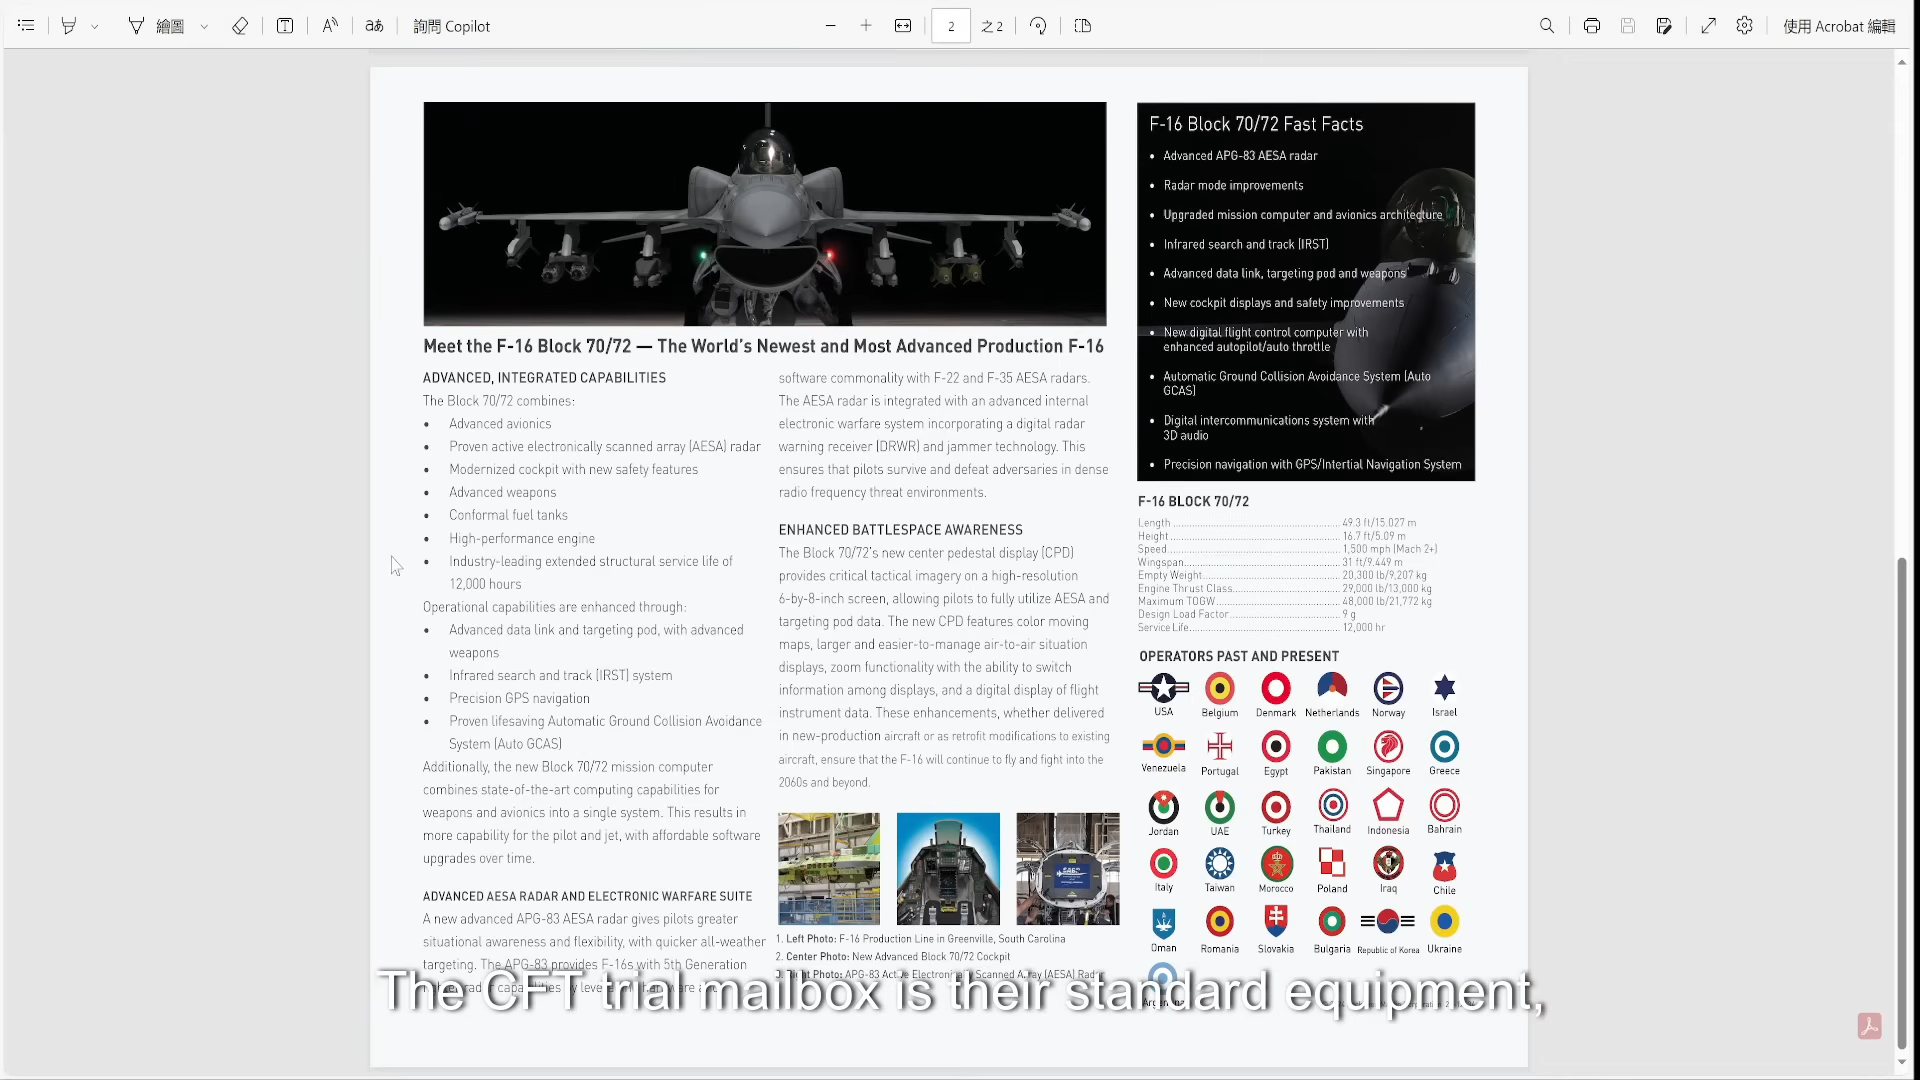 繪圖
詢問 Copilot
2
之 2
使用 Acrobat 編輯
Meet the F-16 Block 70/72 — The World's Newest and Most Advanced Production F-16
ADVANCED, INTEGRATED CAPABILITIES
The Block 70/72 combines:
• Advanced avionics
• Proven active electronically scanned array (AESA) radar
• Modernized cockpit with new safety features
• Advanced weapons
• Conformal fuel tanks
• High-performance engine
• Industry-leading extended structural service life of
12,000 hours
Operational capabilities are enhanced through:
• Advanced data link and targeting pod, with advanced
weapons
• Infrared search and track (IRST) system
• Precision GPS navigation
• Proven lifesaving Automatic Ground Collision Avoidance
System (Auto GCAS)
Additionally, the new Block 70/72 mission computer
combines state-of-the-art computing capabilities for
weapons and avionics into a single system. This results in
more capability for the pilot and jet, with affordable software
upgrades over time.
ADVANCED AESA RADAR AND ELECTRONIC WARFARE SUITE
A new advanced APG-83 AESA radar gives pilots greater
situational awareness and flexibility, with quicker all-weather
targeting. The APG-83 provides F-16s with 5th Generation
software commonality with F-22 and F-35 AESA radars.
The AESA radar is integrated with an advanced internal
electronic warfare system incorporating a digital radar
warning receiver (DRWR) and jammer technology. This
ensures that pilots survive and defeat adversaries in dense
radio frequency threat environments.
ENHANCED BATTLESPACE AWARENESS
The Block 70/72's new center pedestal display (CPD)
provides critical tactical imagery on a high-resolution
6-by-8-inch screen, allowing pilots to fully utilize AESA and
targeting pod data. The new CPD features color moving
maps, larger and easier-to-manage air-to-air situation
displays, zoom functionality with the ability to switch
information among displays, and a digital display of flight
instrument data. These enhancements, whether delivered
in new-production aircraft or as retrofit modifications to existing
aircraft, ensure that the F-16 will continue to fly and fight into the
2060s and beyond.
1. Left Photo: F-16 Production Line in Greenville, South Carolina
2. Center Photo: New Advanced Block 70/72 Cockpit
Photo: APG-83 Active Electronically Scanned Array (AESA) Radar
F-16 Block 70/72 Fast Facts
• Advanced APG-83 AESA radar
• Radar mode improvements
• Upgraded mission computer and avionics architecture
• Infrared search and track (IRST)
• Advanced data link, targeting pod and weapons
• New cockpit displays and safety improvements
• New digital flight control computer with
enhanced autopilot/auto throttle
• Automatic Ground Collision Avoidance System (Auto
GCAS)
• Digital intercommunications system with
3D audio
• Precision navigation with GPS/Intertial Navigation System
F-16 BLOCK 70/72
Length 49.3 ft/15.027 m
Height 16.7 ft/5.09 m
Speed 1,500 mph (Mach 2+)
Wingspan 31 ft/9.449 m
Empty Weight 20,300 lb/9,207 kg
Engine Thrust Class 29,000 lb/13,000 kg
Maximum TOGW 48,000 lb/21,772 kg
Design Load Factor 9 g
Service Life 12,000 hr
OPERATORS PAST AND PRESENT
USA Belgium Denmark Netherlands Norway Israel
Venezuela Portugal Egypt Pakistan Singapore Greece
Jordan UAE Turkey Thailand Indonesia Bahrain
Italy Taiwan Morocco Poland Iraq Chile
Oman Romania Slovakia Bulgaria Republic of Korea Ukraine
The CFT trial mailbox is their standard equipment,